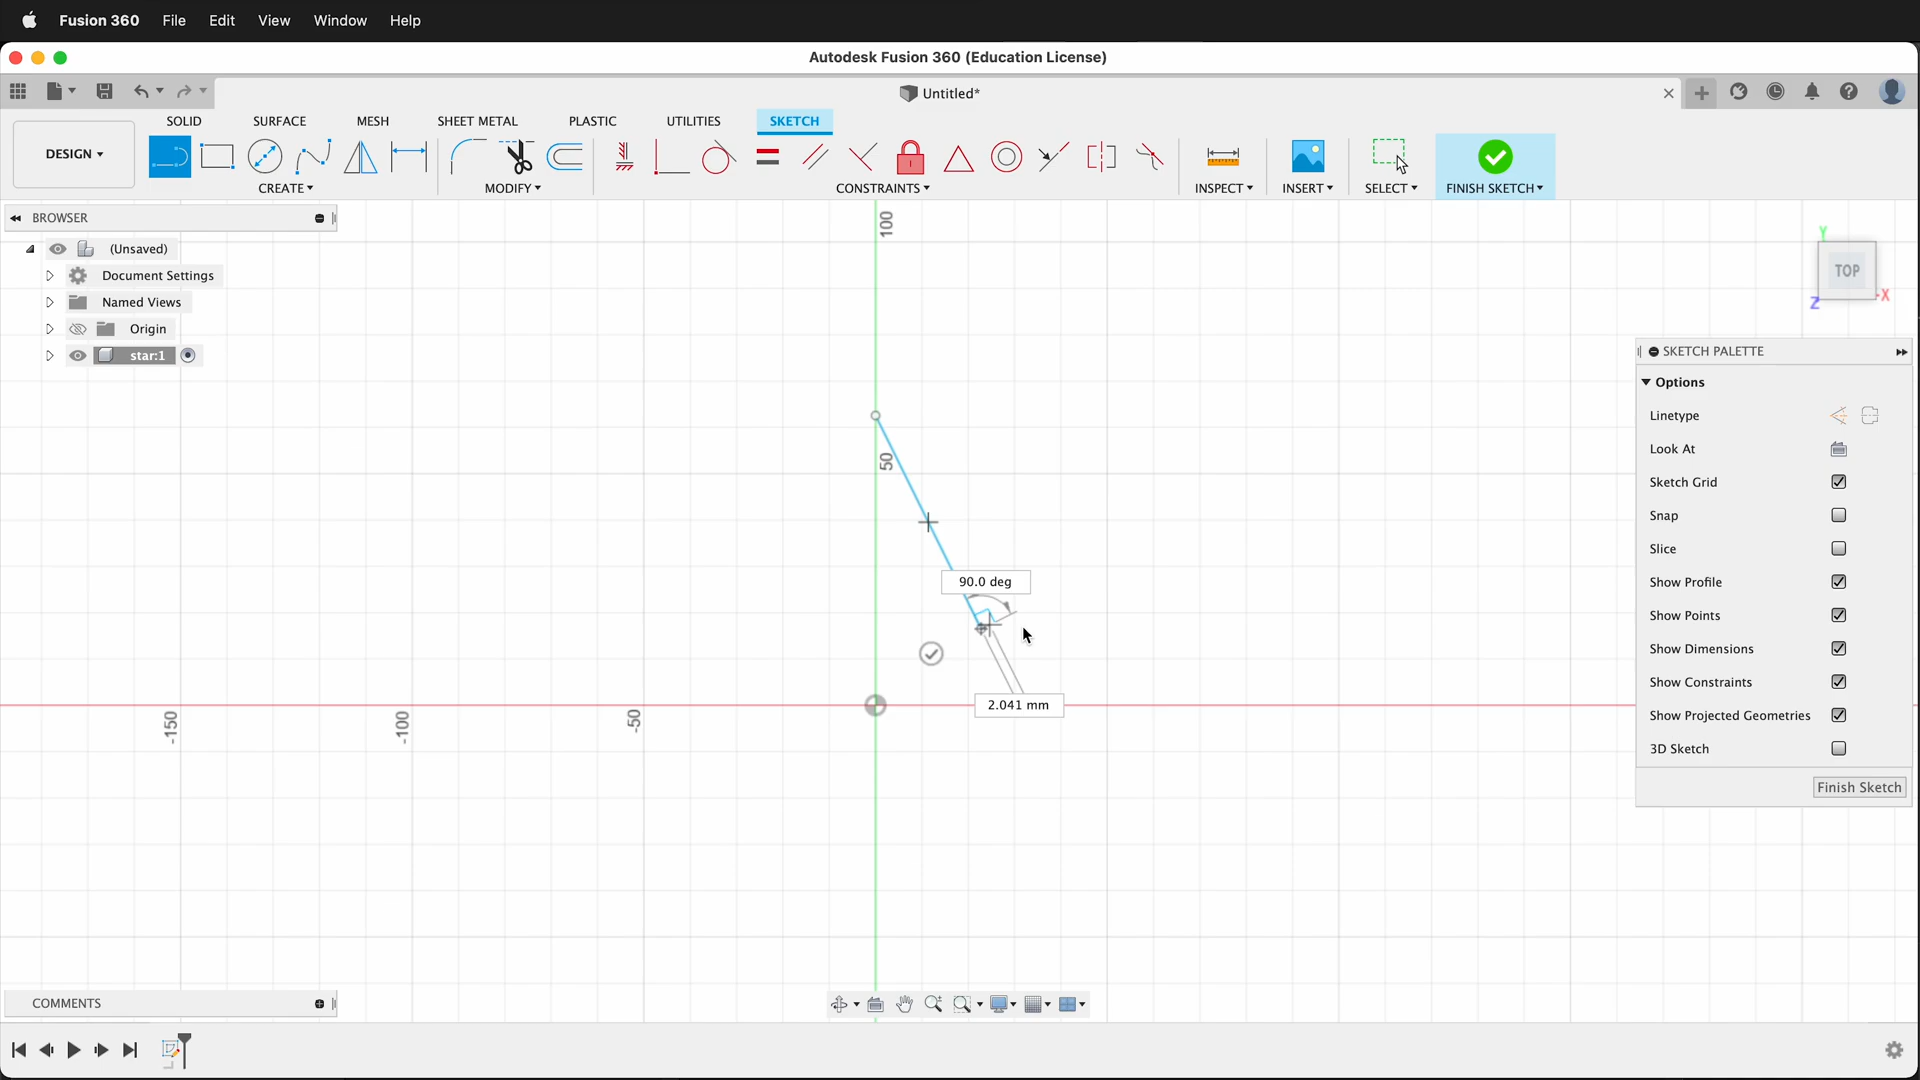 Fusion 360 File Edit View Window Help
Autodesk Fusion 360 (Education License)
Untitled*
SOLID SURFACE MESH SHEET METAL PLASTIC UTILITIES SKETCH
DESIGN
CREATE MODIFY CONSTRAINTS INSPECT INSERT SELECT FINISH SKETCH
BROWSER
(Unsaved)
Document Settings
Named Views
Origin
star:1
100
50
-50
-100
-150
90.0 deg
2.041 mm
Y
TOP
X
Z
SKETCH PALETTE
Options
Linetype
Look At
Sketch Grid
Snap
Slice
Show Profile
Show Points
Show Dimensions
Show Constraints
Show Projected Geometries
3D Sketch
Finish Sketch
COMMENTS